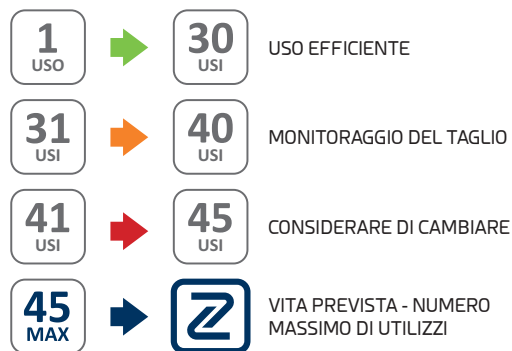 1
USO
30
USI
USO EFFICIENTE
31
USI
40
USI
MONITORAGGIO DEL TAGLIO
41
USI
45
USI
CONSIDERARE DI CAMBIARE
45
MAX
Z
VITA PREVISTA - NUMERO
MASSIMO DI UTILIZZI